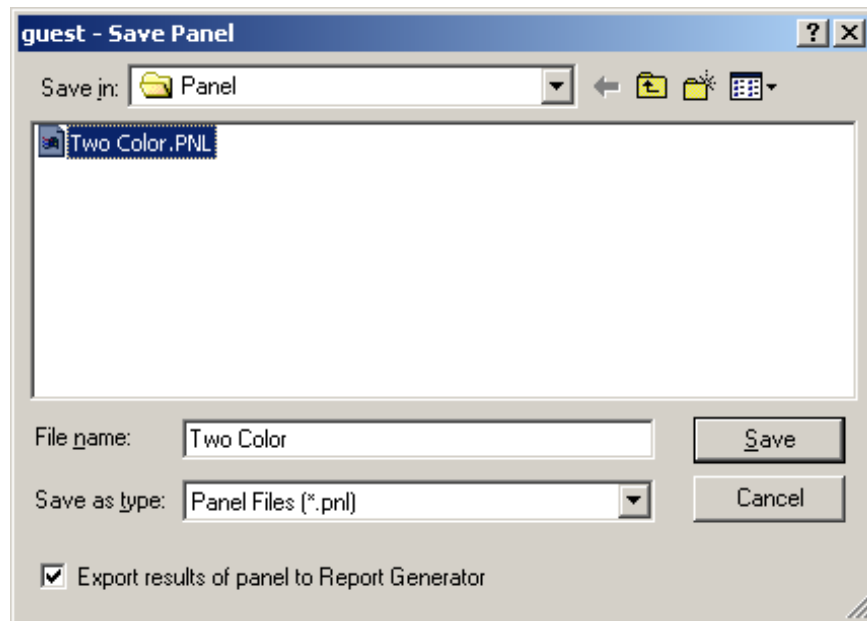 guest - Save Panel
Save in: Panel
Two Color.PNL
File name: Two Color Save
Save as type: Panel Files (*.pnl) Cancel
Export results of panel to Report Generator